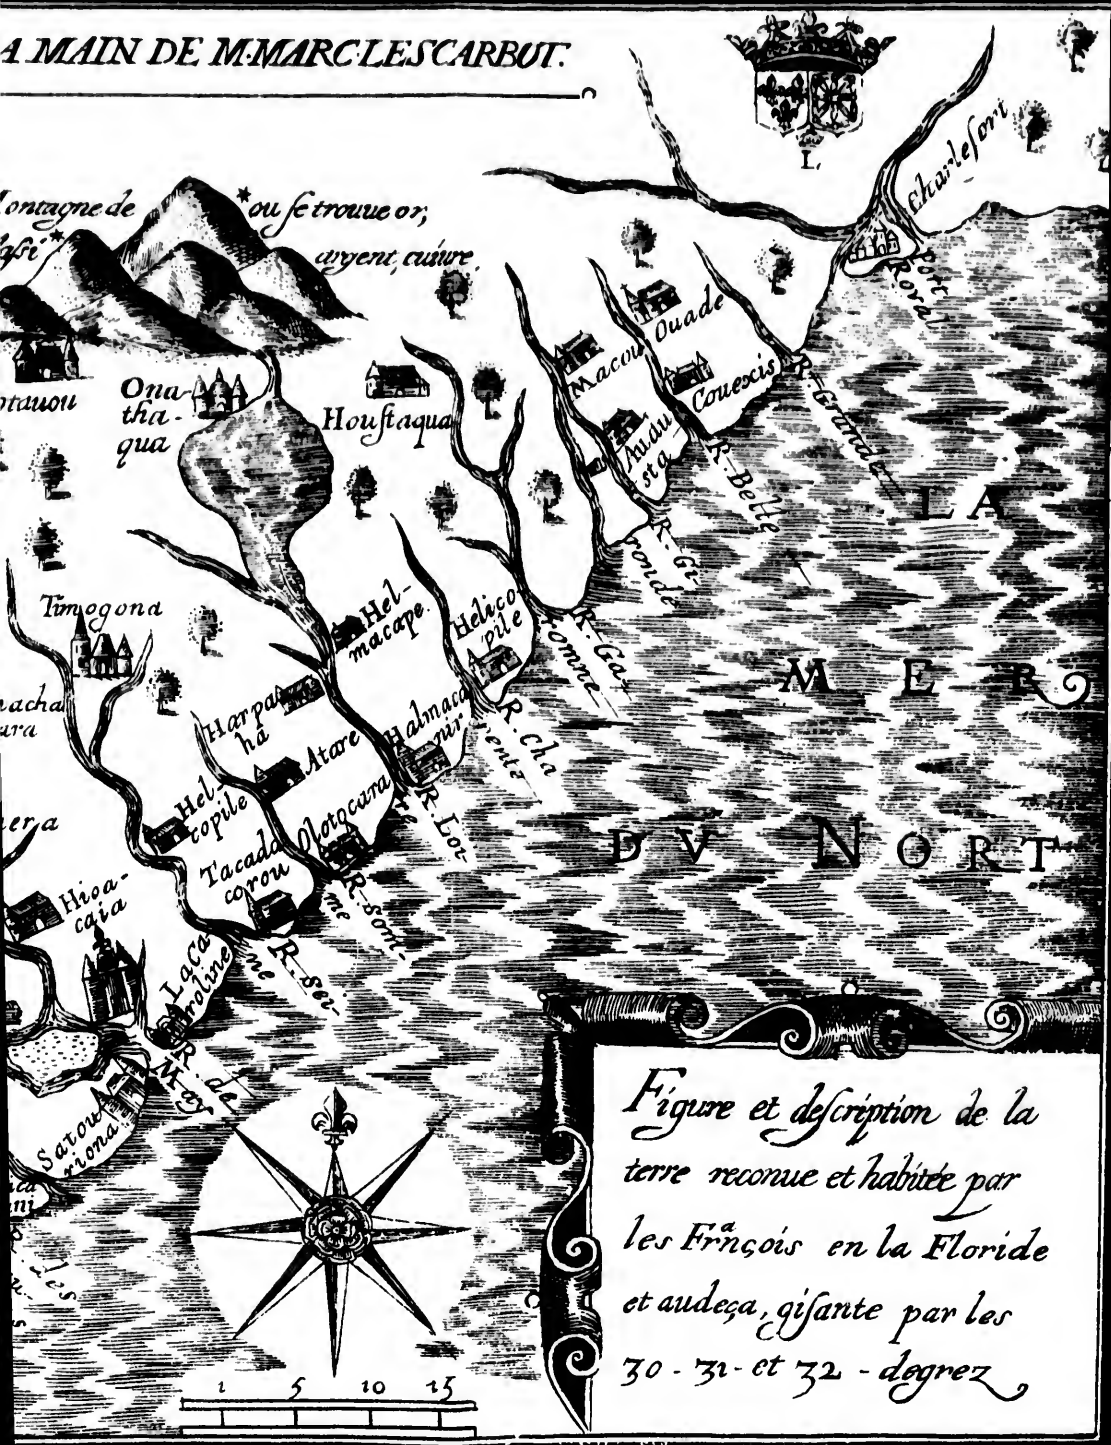 A MAIN DE M·MARC·LESCARBOT.
L
L
Charlefort
Port
Royal
ontagne de
*ou ſe trouue or,
argent, cuiure
Ona-
tha-
qua
Houſtaqua
Macou
Ouade
Couexis
Audu
sta
R. Grande
R. Belle
R. Gi
ronde
R. Ga
romne
R. Cha
rente
R. Loi
re
R. Som
me
R. Sei
ne
R. de
May
Timogona
Hel-
macape
Helico
pile
Harpa
ha
Atare
Halmaca
nir
Hel
copile
Olotocara
Tacada
corou
Hioa-
caia
La Ca
roline
Satou
riona
LA
MER
DV NORT
1 5 10 15
Figure et deſcription de la
terre reconue et habitée par
les Frãnçois en la Floride
et audeça, giſante par les
30 - 31 - et 32 - degrez